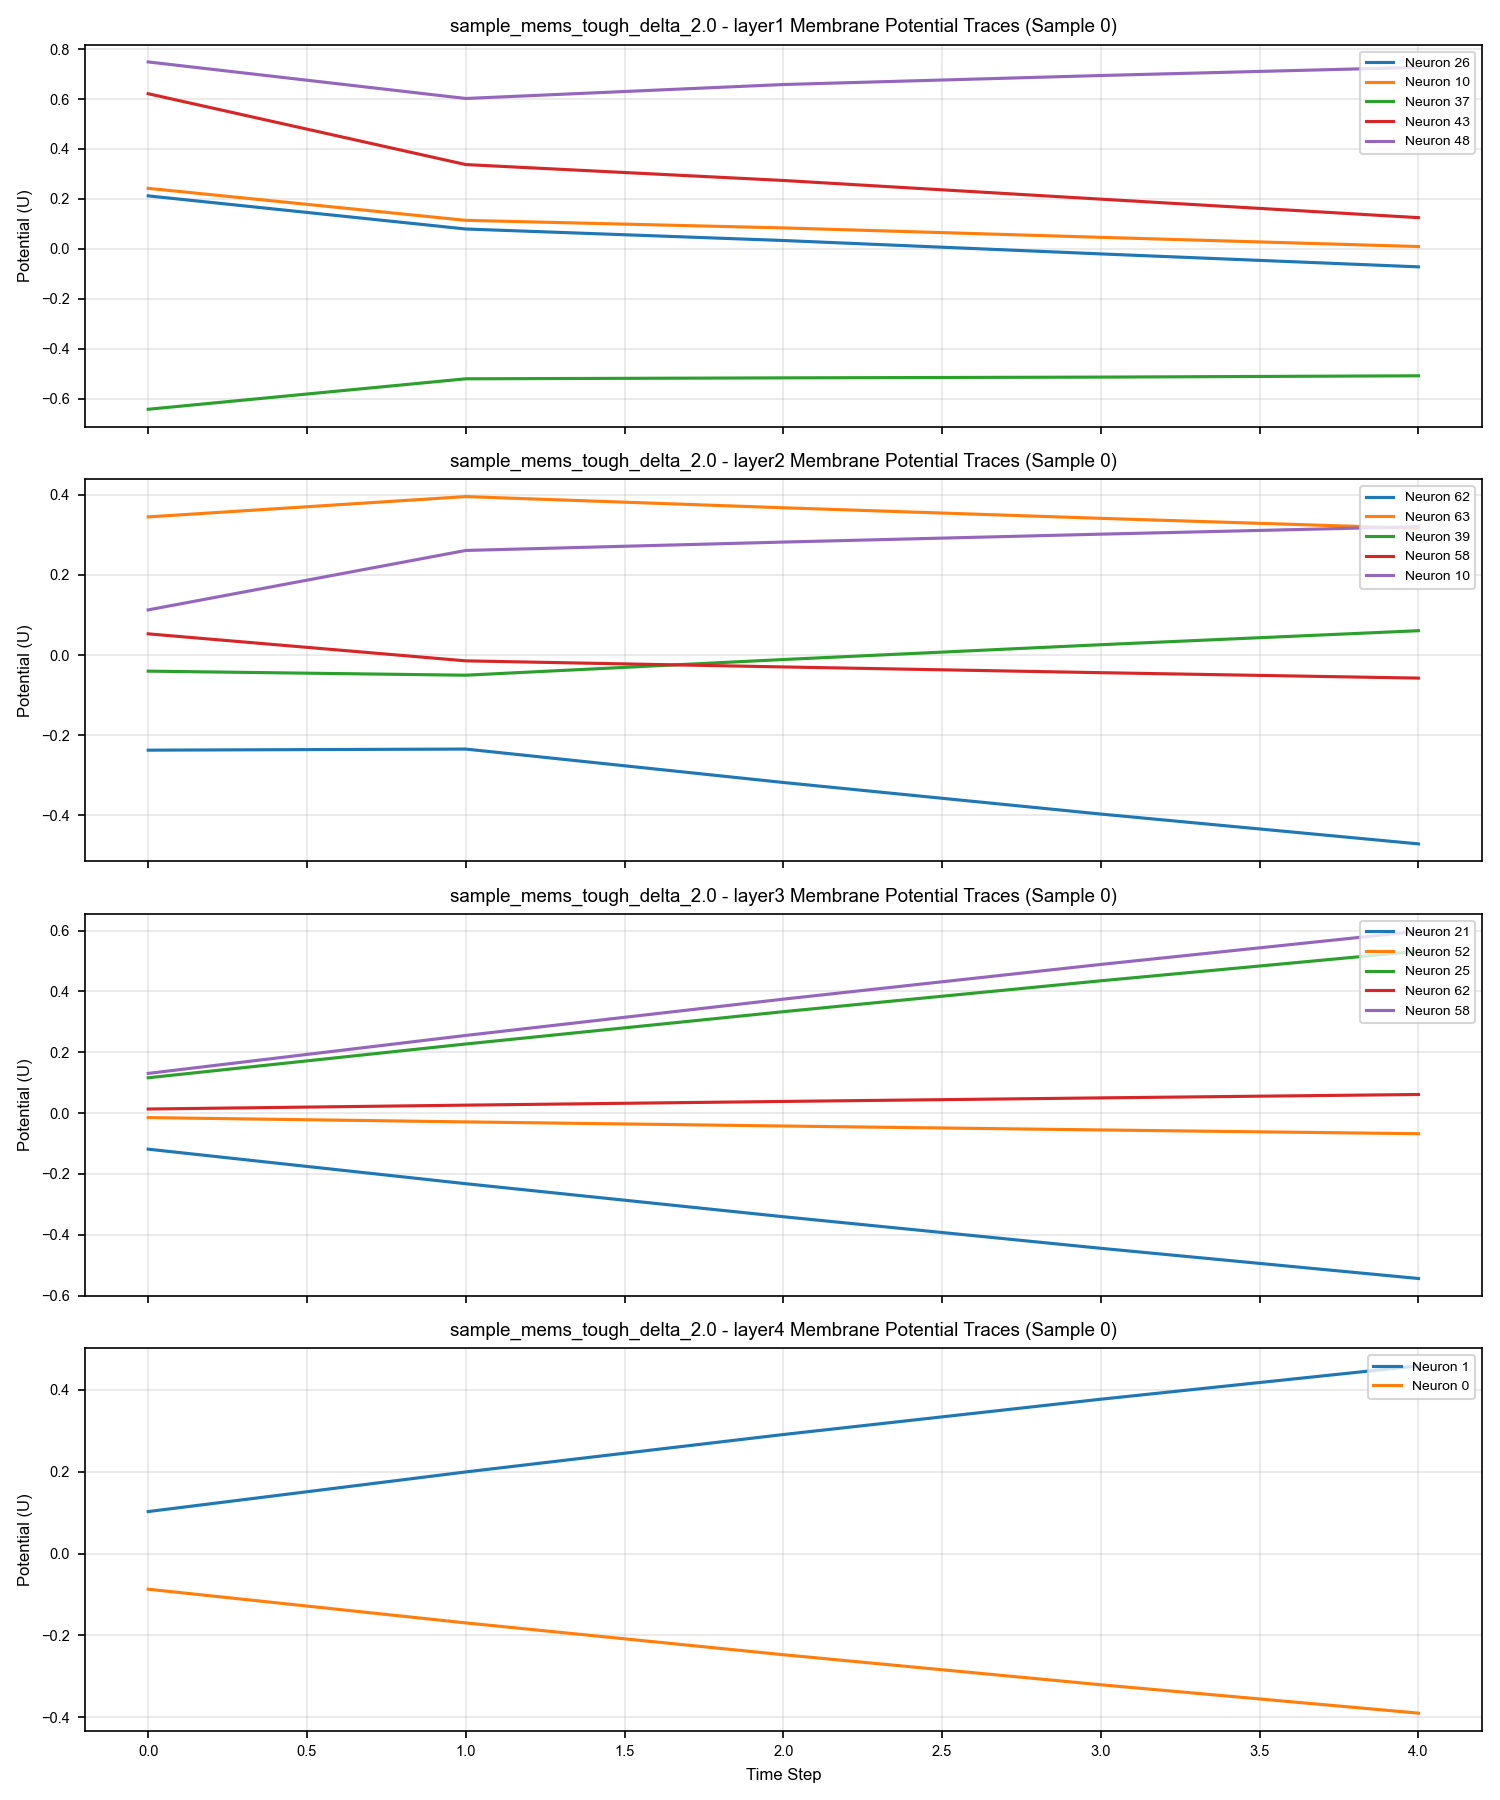 sample_mems_tough_delta_2.0 - layer1 Membrane Potential Traces (Sample 0)
Potential (U)
0.8
0.6
0.4
0.2
0.0
−0.2
−0.4
−0.6
Neuron 26
Neuron 10
Neuron 37
Neuron 43
Neuron 48
sample_mems_tough_delta_2.0 - layer2 Membrane Potential Traces (Sample 0)
Potential (U)
0.4
0.2
0.0
−0.2
−0.4
Neuron 62
Neuron 63
Neuron 39
Neuron 58
Neuron 10
sample_mems_tough_delta_2.0 - layer3 Membrane Potential Traces (Sample 0)
Potential (U)
0.6
0.4
0.2
0.0
−0.2
−0.4
−0.6
Neuron 21
Neuron 52
Neuron 25
Neuron 62
Neuron 58
sample_mems_tough_delta_2.0 - layer4 Membrane Potential Traces (Sample 0)
Potential (U)
0.4
0.2
0.0
−0.2
−0.4
Neuron 1
Neuron 0
0.0 0.5 1.0 1.5 2.0 2.5 3.0 3.5 4.0
Time Step